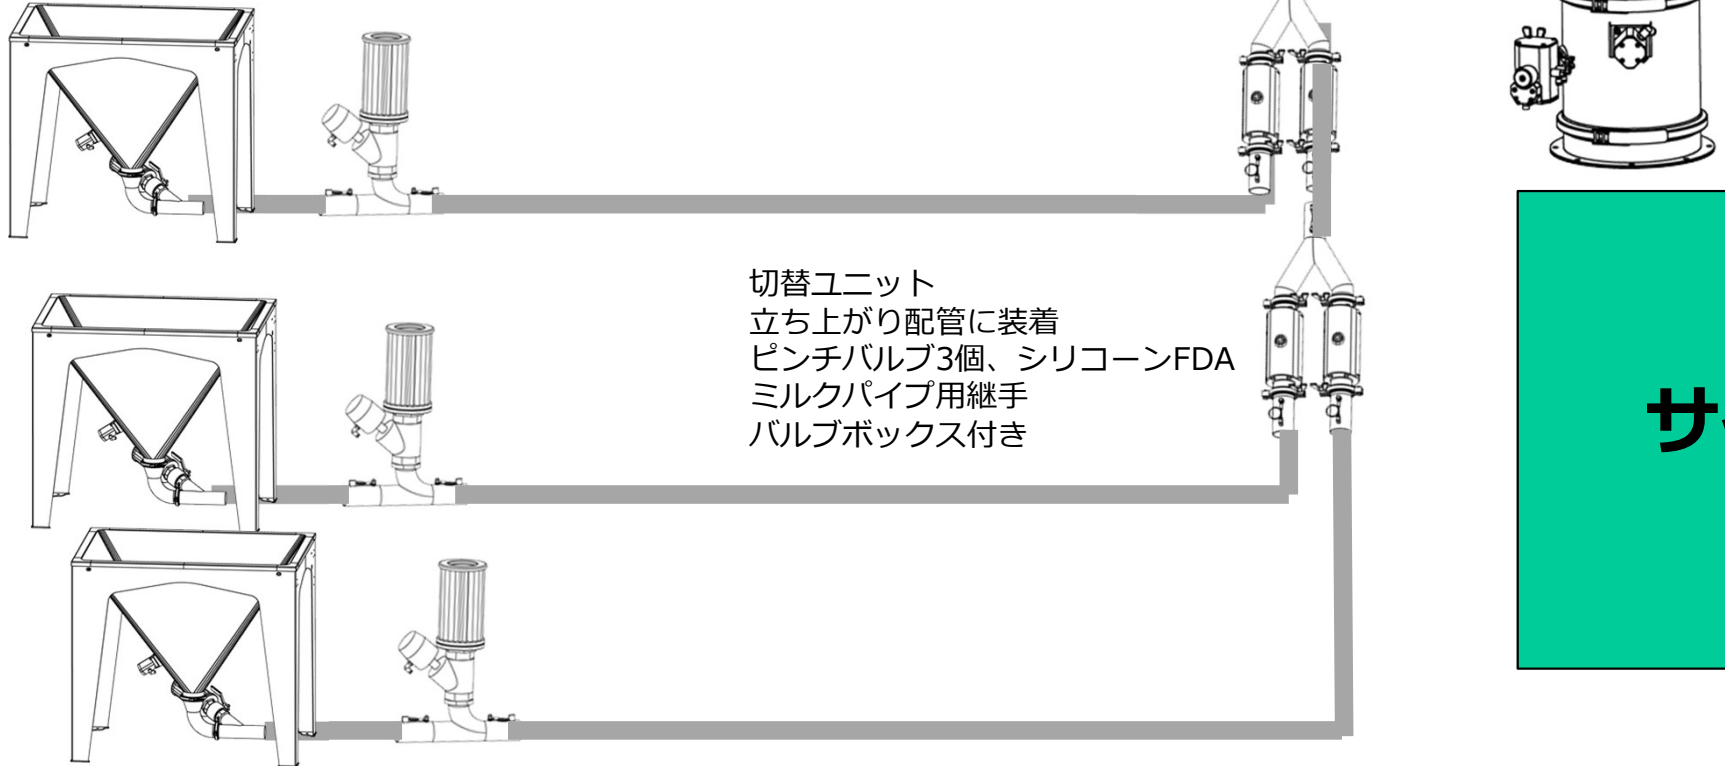 切替ユニット
立ち上がり配管に装着
ピンチバルブ3個、シリコーンFDA
ミルクパイプ用継手
バルブボックス付き
サ